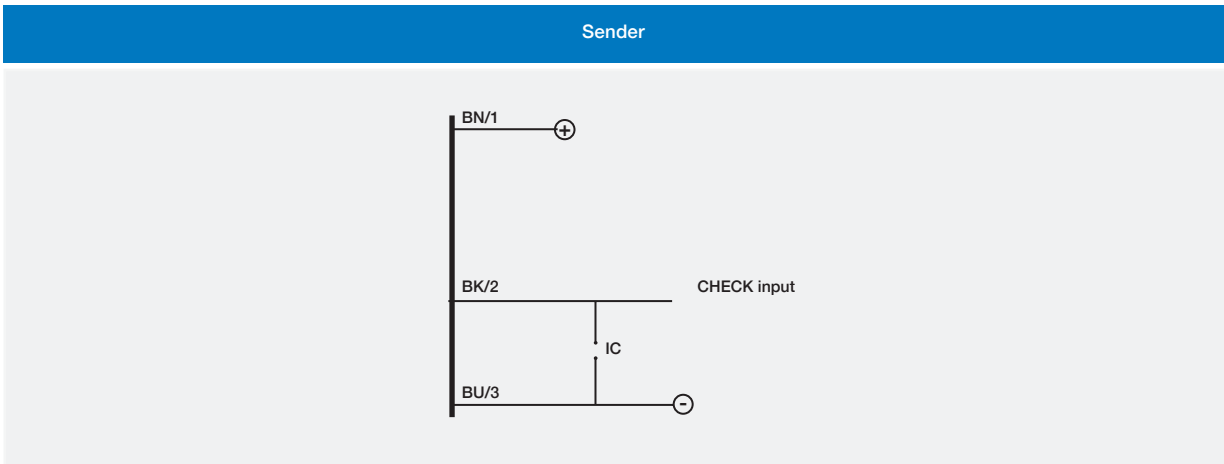 Sender
BN/1
+
BK/2
CHECK input
IC
BU/3
-